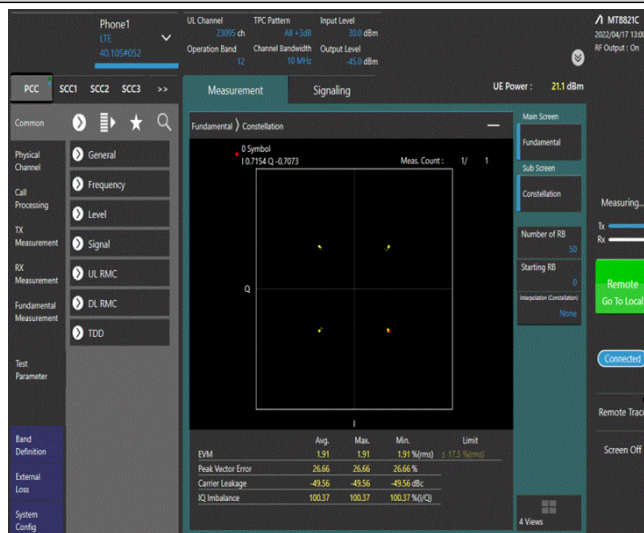 Phone1
LTE
40.105#052
UL Channel
23095 ch
TPC Pattern
All +3dB
Input Level
30.0 dBm
Operation Band
12
Channel Bandwidth
10 MHz
Output Level
-45.0 dBm
MT8821C
2022/04/17 13:08
RF Output : On
PCC SCC1 SCC2 SCC3 >>
Measurement
Signaling
UE Power : 21.1 dBm
Common
Physical
Channel
Call
Processing
TX
Measurement
RX
Measurement
Fundamental
Measurement
Test
Parameter
Band
Definition
External
Loss
System
Config
General
Frequency
Level
Signal
UL RMC
DL RMC
TDD
Fundamental
Constellation
0 Symbol
I 0.7154 Q -0.7073
Meas. Count : 1/ 1
Q
I
Avg. Max. Min. Limit
EVM 1.91 1.91 1.91 %(rms) ≤ 17.5 %(rms)
Peak Vector Error 26.66 26.66 26.66 %
Carrier Leakage -49.56 -49.56 -49.56 dBc
IQ Imbalance 100.37 100.37 100.37 %(I/Q)
Main Screen
Fundamental
Sub Screen
Constellation
Number of RB
50
Starting RB
0
Interpolation (Constellation)
None
4 Views
Measuring...
Tx
Rx
Remote
Go To Local
Connected
Remote Trace
Screen Off